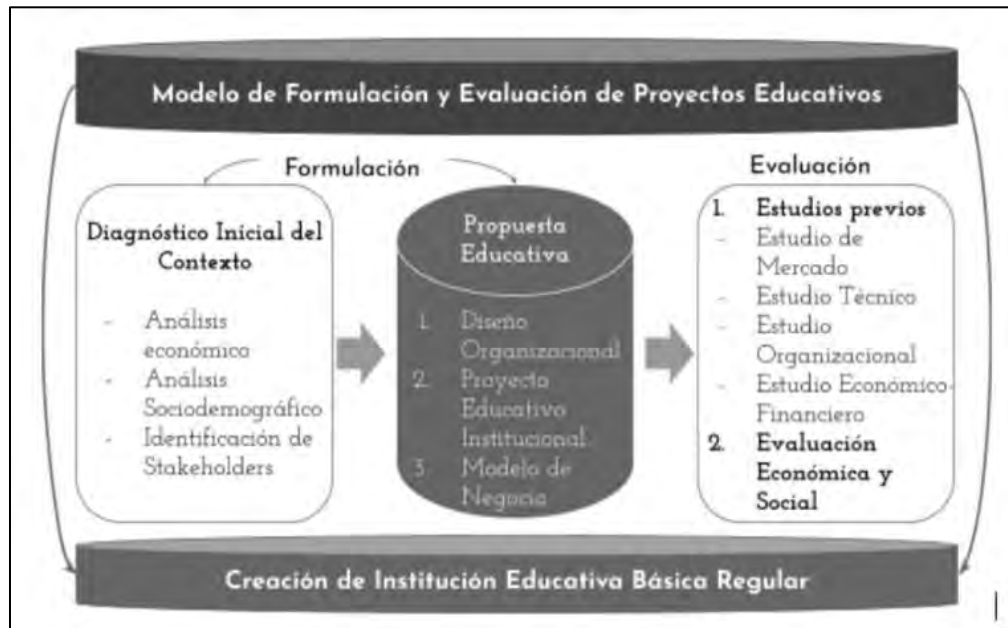 Modelo de Formulación y Evaluación de Proyectos Educativos
Formulación
Diagnóstico Inicial del
Contexto
- Análisis
económico
- Análisis
Sociodemográfico
- Identificación de
Stakeholders
Propuesta
Educativa
1. Diseño
Organizacional
2. Proyecto
Educativo
Institucional
3. Modelo de
Negocio
Evaluación
1. Estudios previos
- Estudio de
Mercado
- Estudio Técnico
- Estudio
Organizacional
- Estudio Económico-
Financiero
2. Evaluación
Económica y
Social
Creación de Institución Educativa Básica Regular